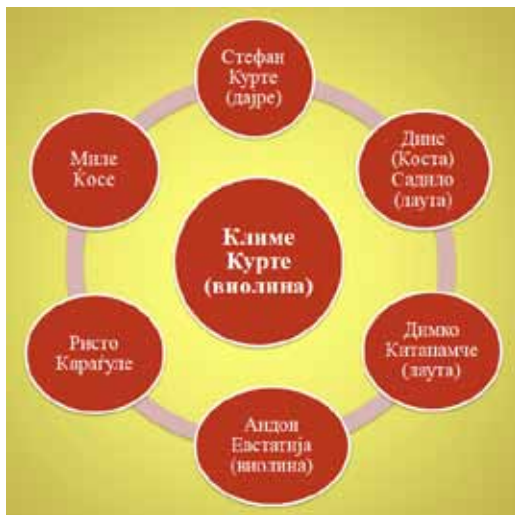 Стефан
Курте
(дајре)
Дине
(Коста)
Садило
(лаута)
Димко
Китанамче
(лаута)
Андон
Евстатија
(виолина)
Ристо
Караѓуле
Миле
Ќосе
Климе
Курте
(виолина)